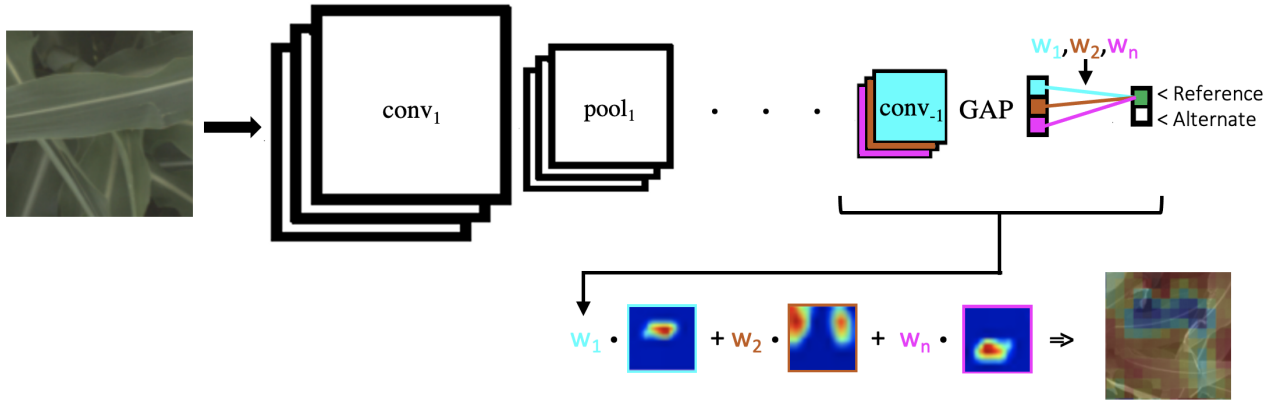 w1,w2,wn
conv1
pool1
. . .
conv-1
GAP
< Reference
< Alternate
w1 · + w2 · + wn · ⇒